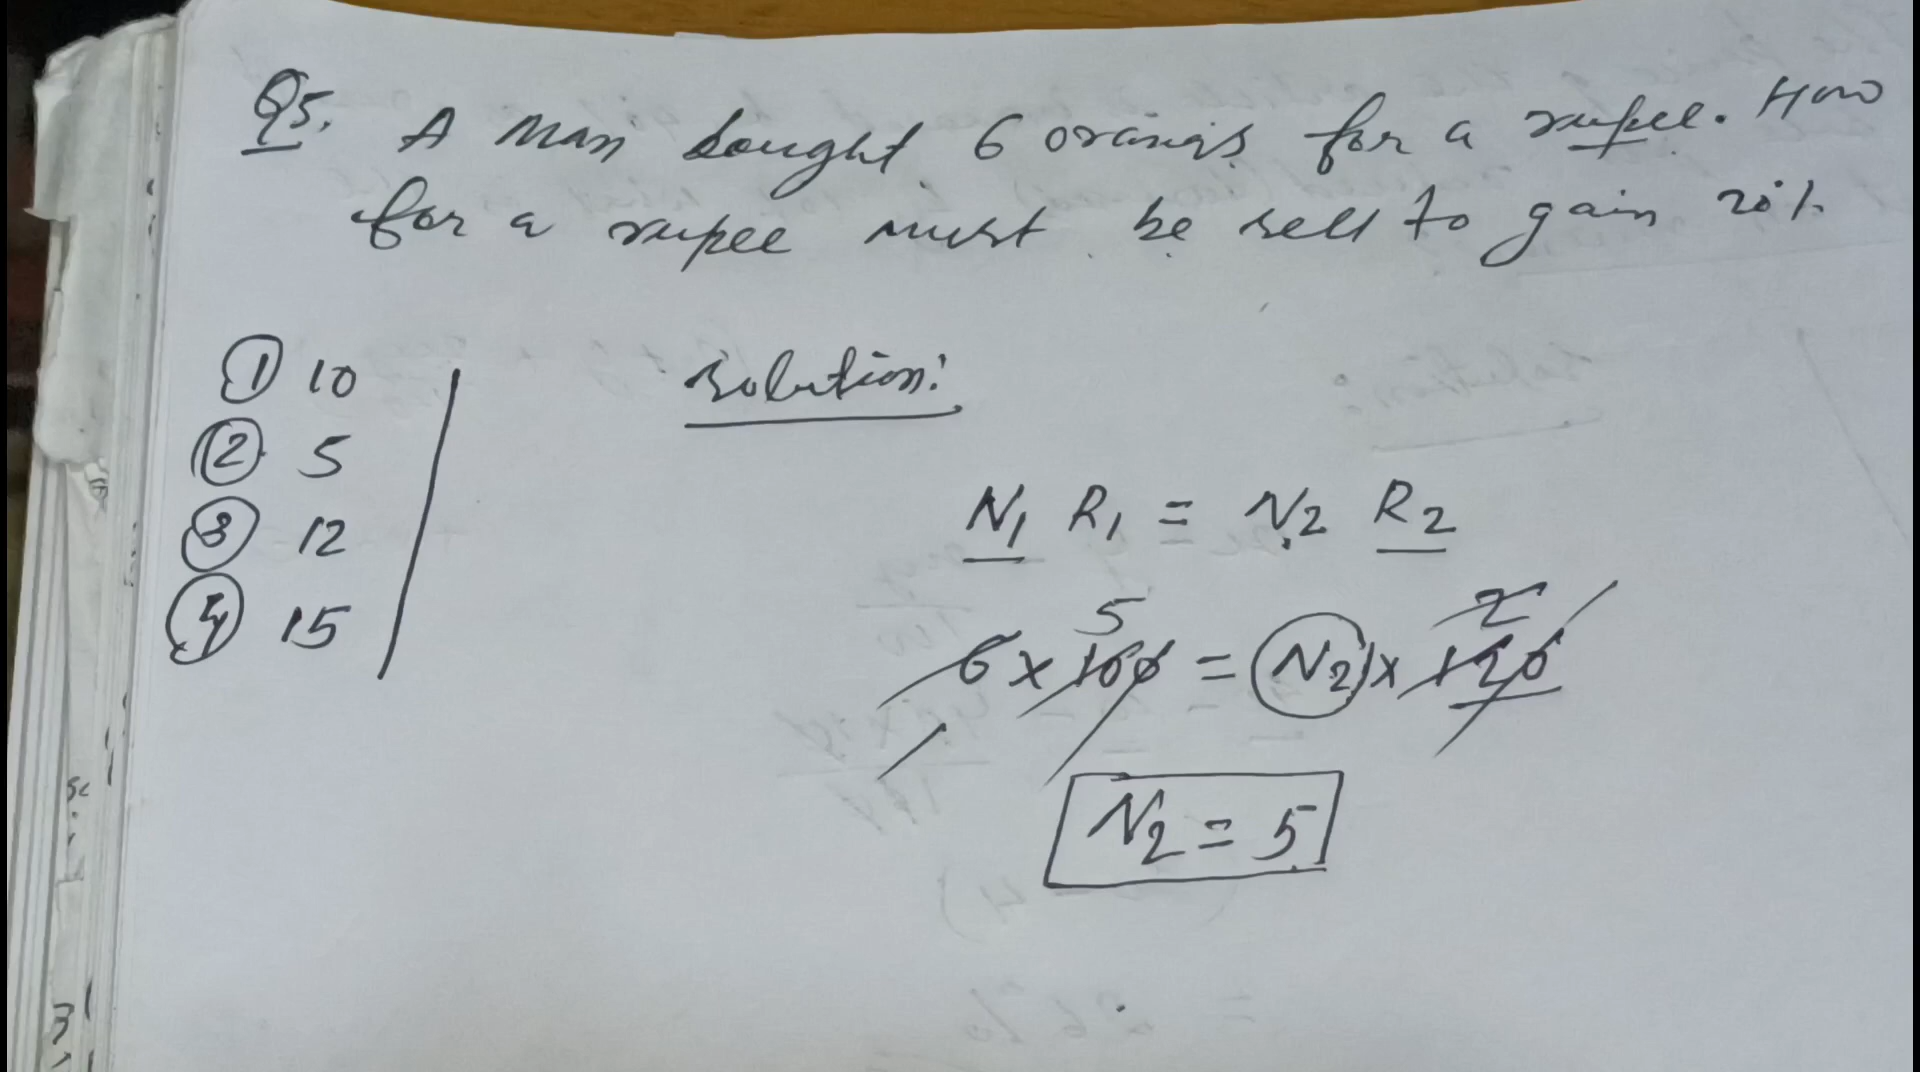 Q5. A man bought 6 oranges for a rupee. How
for a rupee must be sell to gain 20%
① 10
② 5
③ 12
④ 15
Solution:
N1 R1 = N2 R2
5
6 x 100 = N2 x 120
N2 = 5